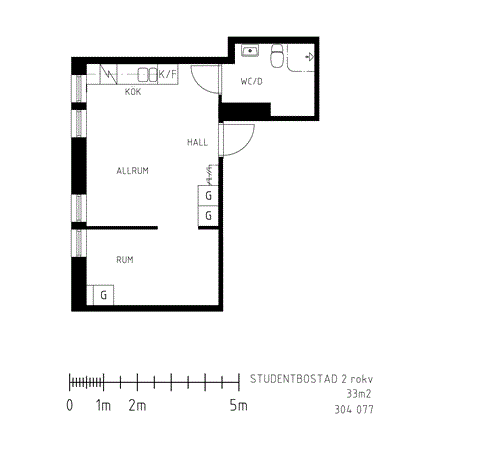 WC/D
K/F
KÖK
HALL
ALLRUM
G
G
RUM
G
STUDENTBOSTAD 2 rokv
33m2
304 077
0 1m 2m 5m